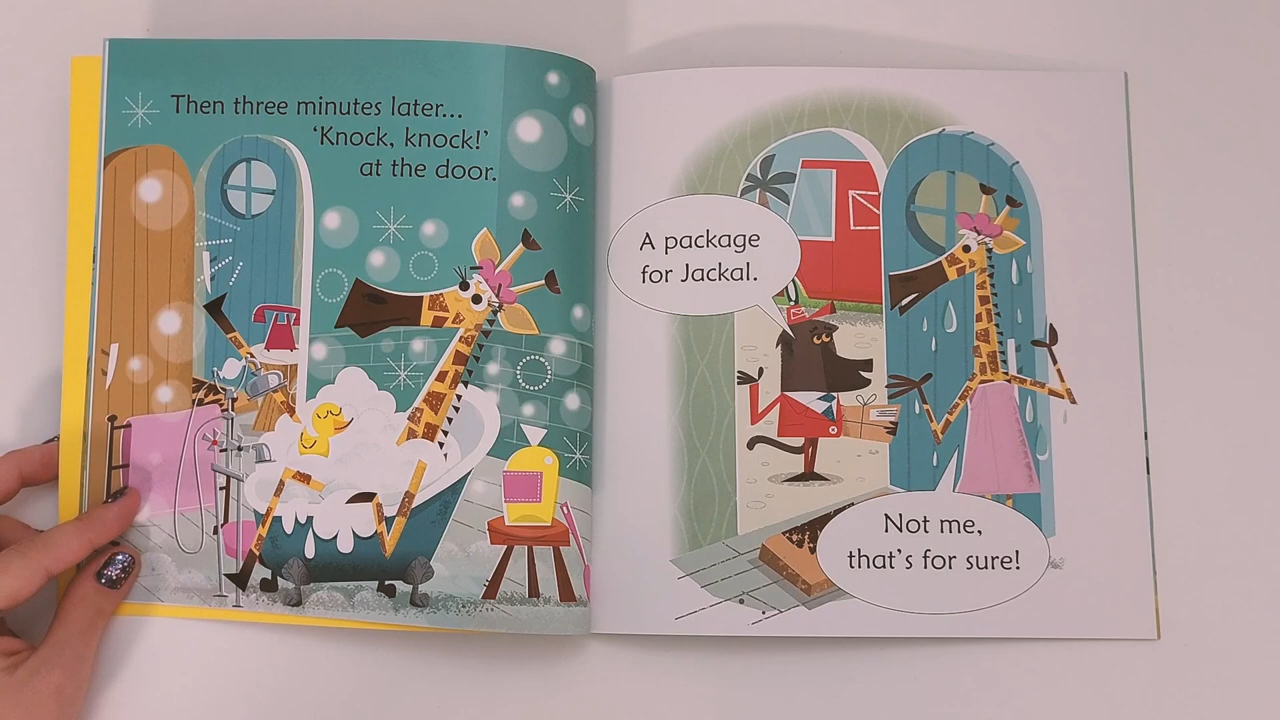 Then three minutes later...
‘Knock, knock!’
at the door.
A package
for Jackal.
Not me,
that’s for sure!